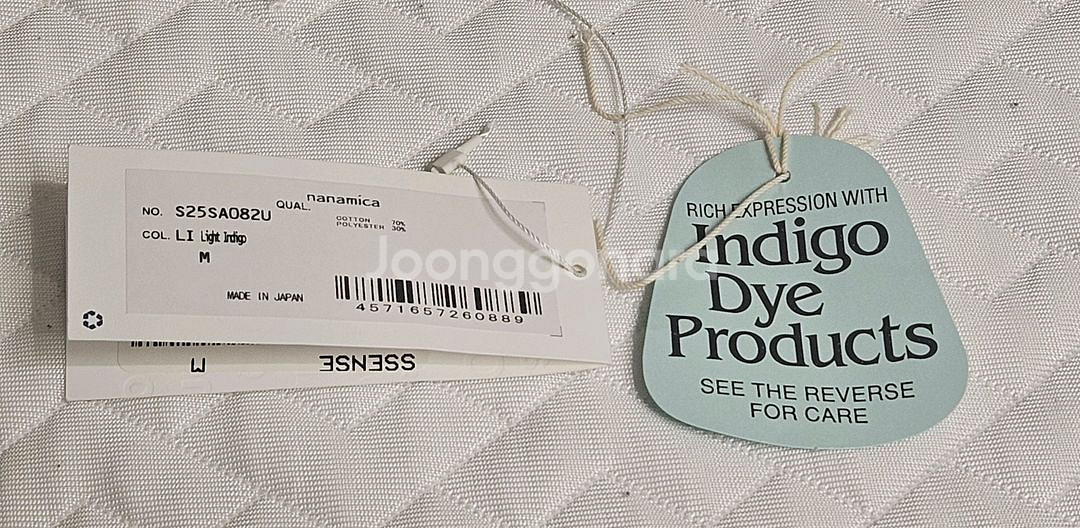 nanamica
NO. S25SA082U QUAL.
COTTON 70%
POLYESTER 30%
COL. LI Light Indigo
M
MADE IN JAPAN
4571657260889
M SSENSE
RICH EXPRESSION WITH
Indigo
Dye
Products
SEE THE REVERSE
FOR CARE